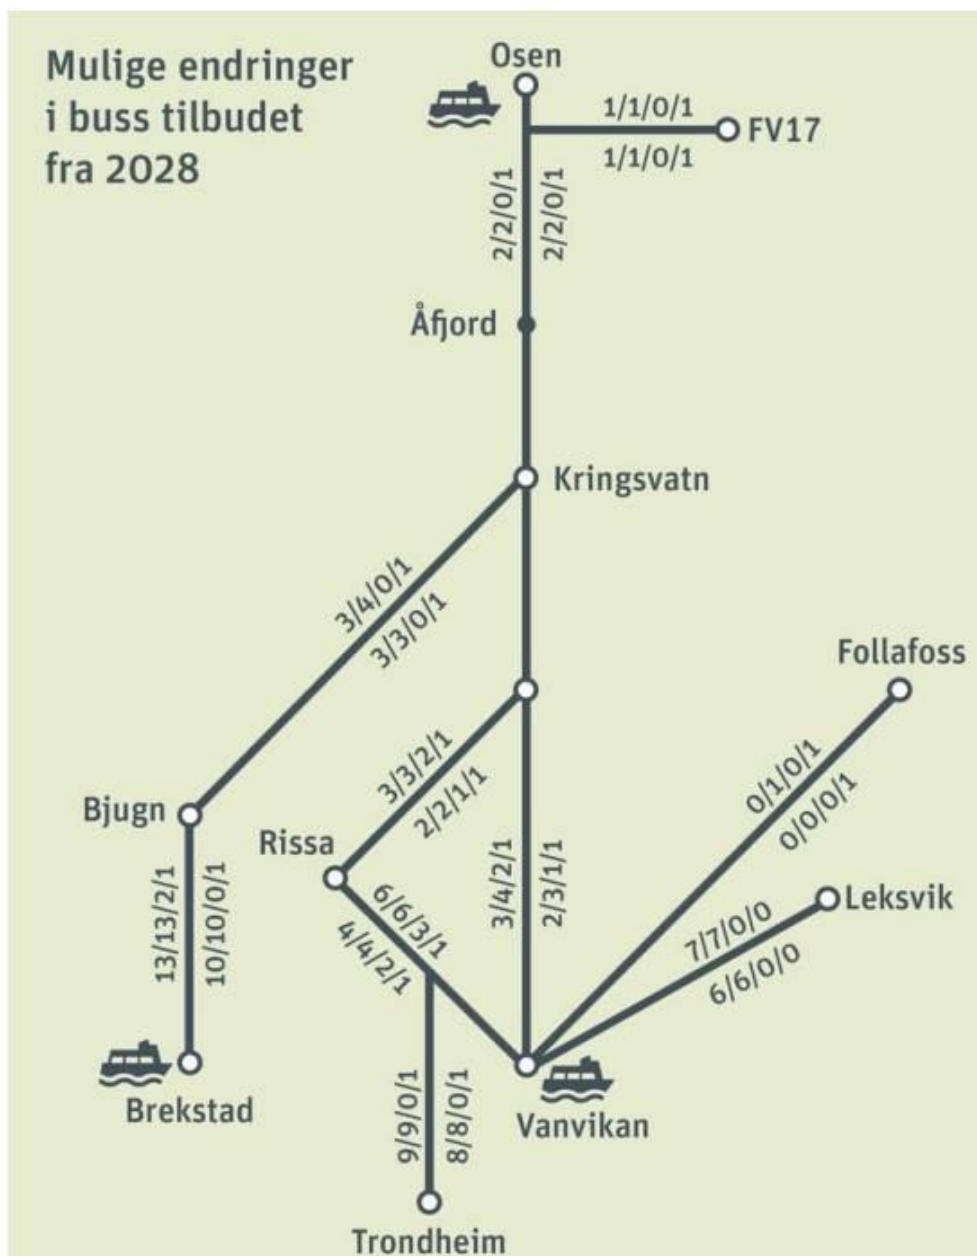 Mulige endringer
i buss tilbudet
fra 2028
Osen
1/1/0/1
FV17
1/1/0/1
2/2/0/1
2/2/0/1
Åfjord
Kringsvatn
3/4/0/1
3/3/0/1
Follafoss
3/3/2/1
2/2/1/1
0/1/0/1
0/0/0/1
Bjugn
Rissa
13/13/2/1
10/10/0/1
6/6/3/1
4/4/2/1
3/4/2/1
2/3/1/1
Leksvik
7/7/0/0
6/6/0/0
Brekstad
9/9/0/1
8/8/0/1
Vanvikan
Trondheim